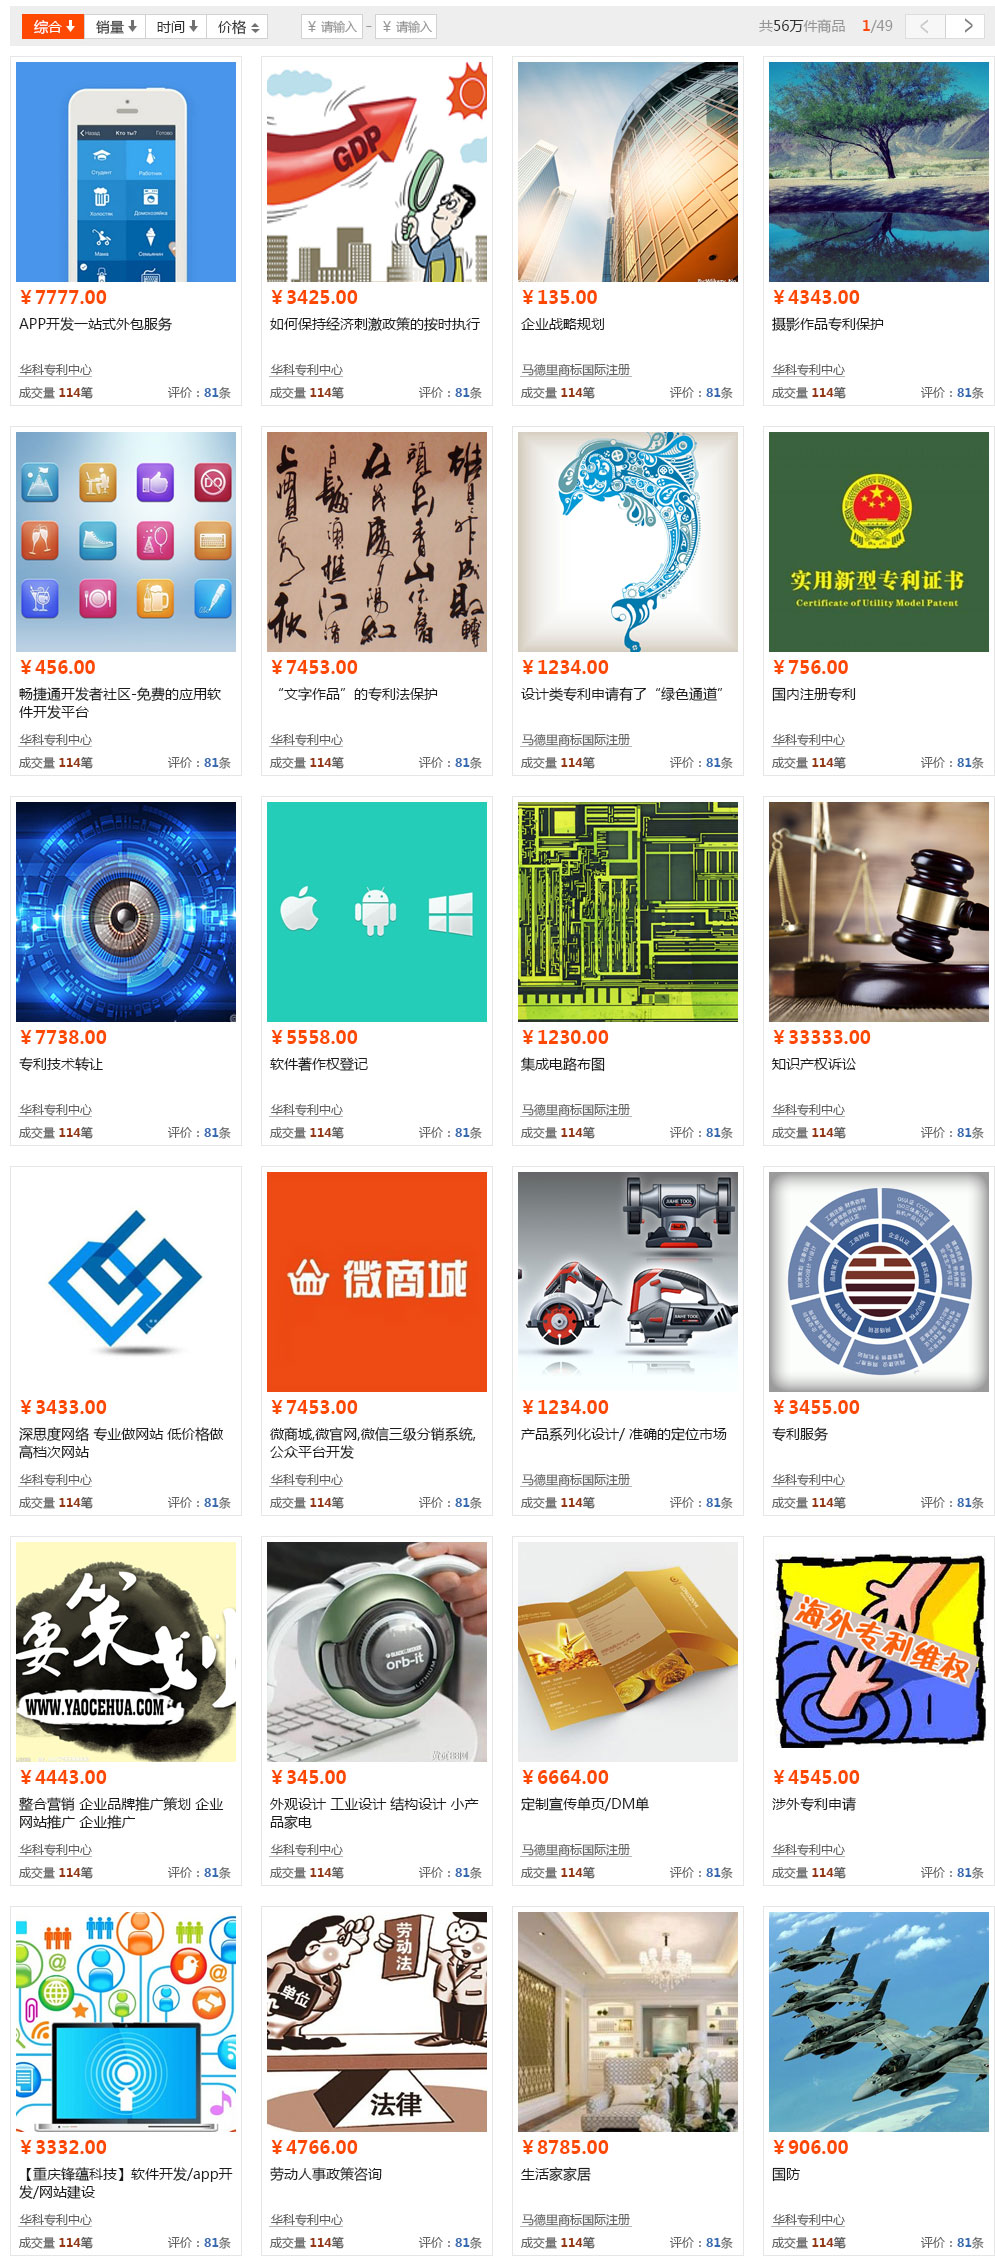 综合 销量 时间 价格 ¥ 请输入 - ¥ 请输入 共56万件商品 1/49
Назад Кто ты? Готово
Студент Работник
Холостяк Домохозяйка
Мама Семьянин
GDP
¥7777.00 ¥3425.00 ¥135.00 ¥4343.00
APP开发一站式外包服务 如何保持经济刺激政策的按时执行 企业战略规划 摄影作品专利保护
华科专利中心 华科专利中心 马德里商标国际注册 华科专利中心
成交量 114笔 评价：81条 成交量 114笔 评价：81条 成交量 114笔 评价：81条 成交量 114笔 评价：81条
实用新型专利证书
Certificate of Utility Model Patent
¥456.00 ¥7453.00 ¥1234.00 ¥756.00
畅捷通开发者社区-免费的应用软件开发平台 “文字作品”的专利法保护 设计类专利申请有了“绿色通道” 国内注册专利
华科专利中心 华科专利中心 马德里商标国际注册 华科专利中心
成交量 114笔 评价：81条 成交量 114笔 评价：81条 成交量 114笔 评价：81条 成交量 114笔 评价：81条
¥7738.00 ¥5558.00 ¥1230.00 ¥33333.00
专利技术转让 软件著作权登记 集成电路布图 知识产权诉讼
华科专利中心 华科专利中心 马德里商标国际注册 华科专利中心
成交量 114笔 评价：81条 成交量 114笔 评价：81条 成交量 114笔 评价：81条 成交量 114笔 评价：81条
微商城
JIAHE TOOL
¥3433.00 ¥7453.00 ¥1234.00 ¥3455.00
深思度网络 专业做网站 低价格做高档次网站 微商城,微官网,微信三级分销系统,公众平台开发 产品系列化设计/ 准确的定位市场 专利服务
华科专利中心 华科专利中心 马德里商标国际注册 华科专利中心
成交量 114笔 评价：81条 成交量 114笔 评价：81条 成交量 114笔 评价：81条 成交量 114笔 评价：81条
要策划
WWW.YAOCEHUA.COM
orb-it
LITHIUM
海外专利维权
¥4443.00 ¥345.00 ¥6664.00 ¥4545.00
整合营销 企业品牌推广策划 企业网站推广 企业推广 外观设计 工业设计 结构设计 小产品家电 定制宣传单页/DM单 涉外专利申请
华科专利中心 华科专利中心 马德里商标国际注册 华科专利中心
成交量 114笔 评价：81条 成交量 114笔 评价：81条 成交量 114笔 评价：81条 成交量 114笔 评价：81条
劳动法
单位
法律
¥3332.00 ¥4766.00 ¥8785.00 ¥906.00
【重庆锋蕴科技】软件开发/app开发/网站建设 劳动人事政策咨询 生活家家居 国防
华科专利中心 华科专利中心 马德里商标国际注册 华科专利中心
成交量 114笔 评价：81条 成交量 114笔 评价：81条 成交量 114笔 评价：81条 成交量 114笔 评价：81条